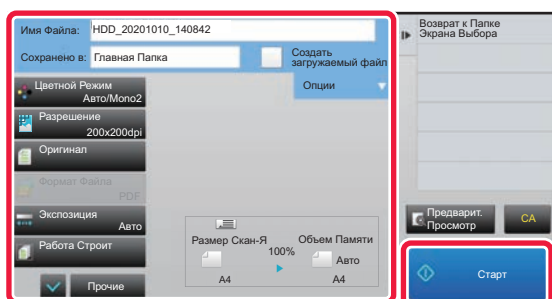 Имя Файла: HDD_20201010_140842
Сохранено в: Главная Папка
Создать
загружаемый файл
Опции
Цветной Режим
Авто/Mono2
Разрешение
200x200dpi
Оригинал
Формат Файла
PDF
Экспозиция
Авто
Работа Строит
Прочие
Размер Скан-Я
100%
Объем Памяти
Авто
A4
A4
Возврат к Папке
Экрана Выбора
Предварит.
Просмотр
CA
Старт